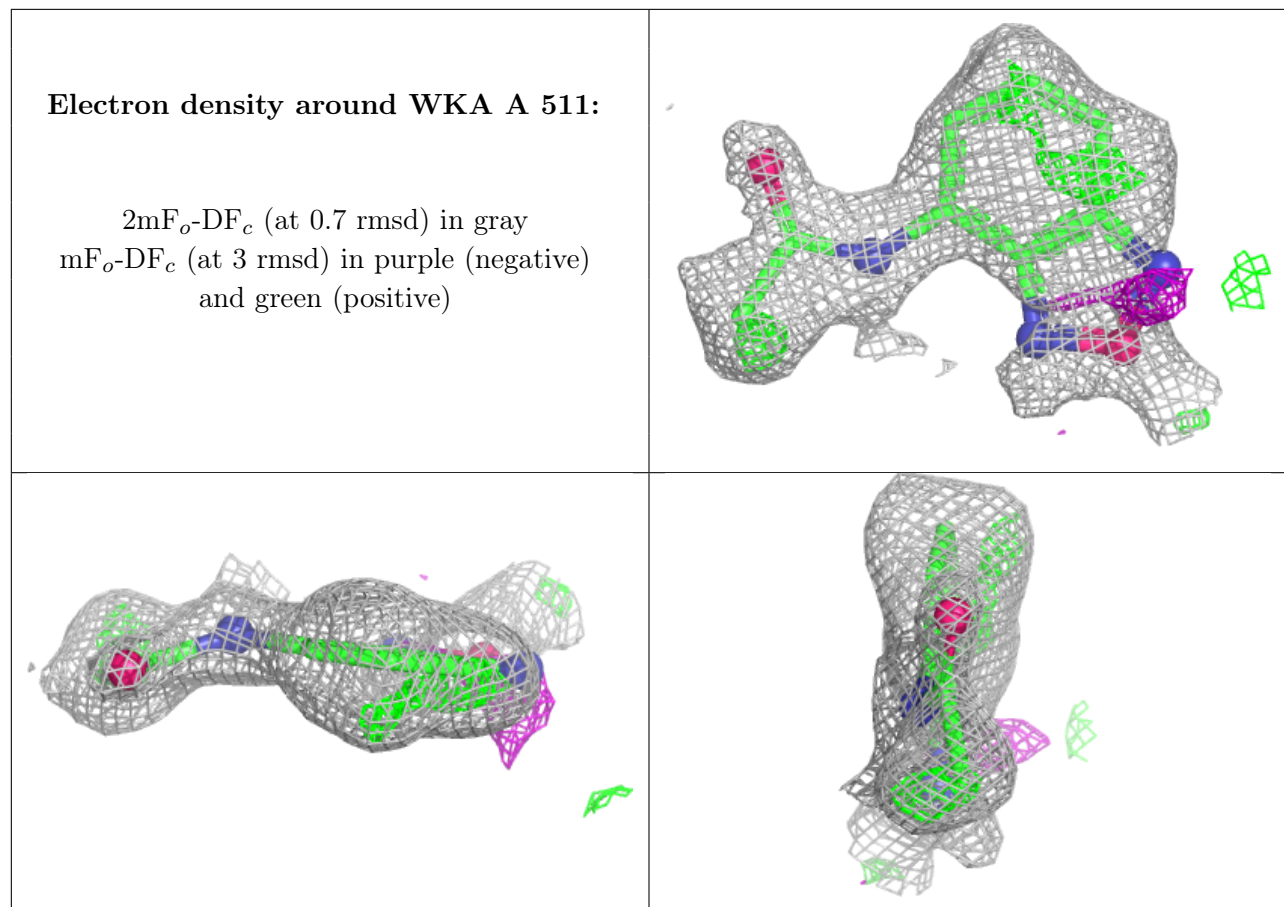 Electron density around WKA A 511:
2mFo-DFc (at 0.7 rmsd) in gray
mFo-DFc (at 3 rmsd) in purple (negative)
and green (positive)